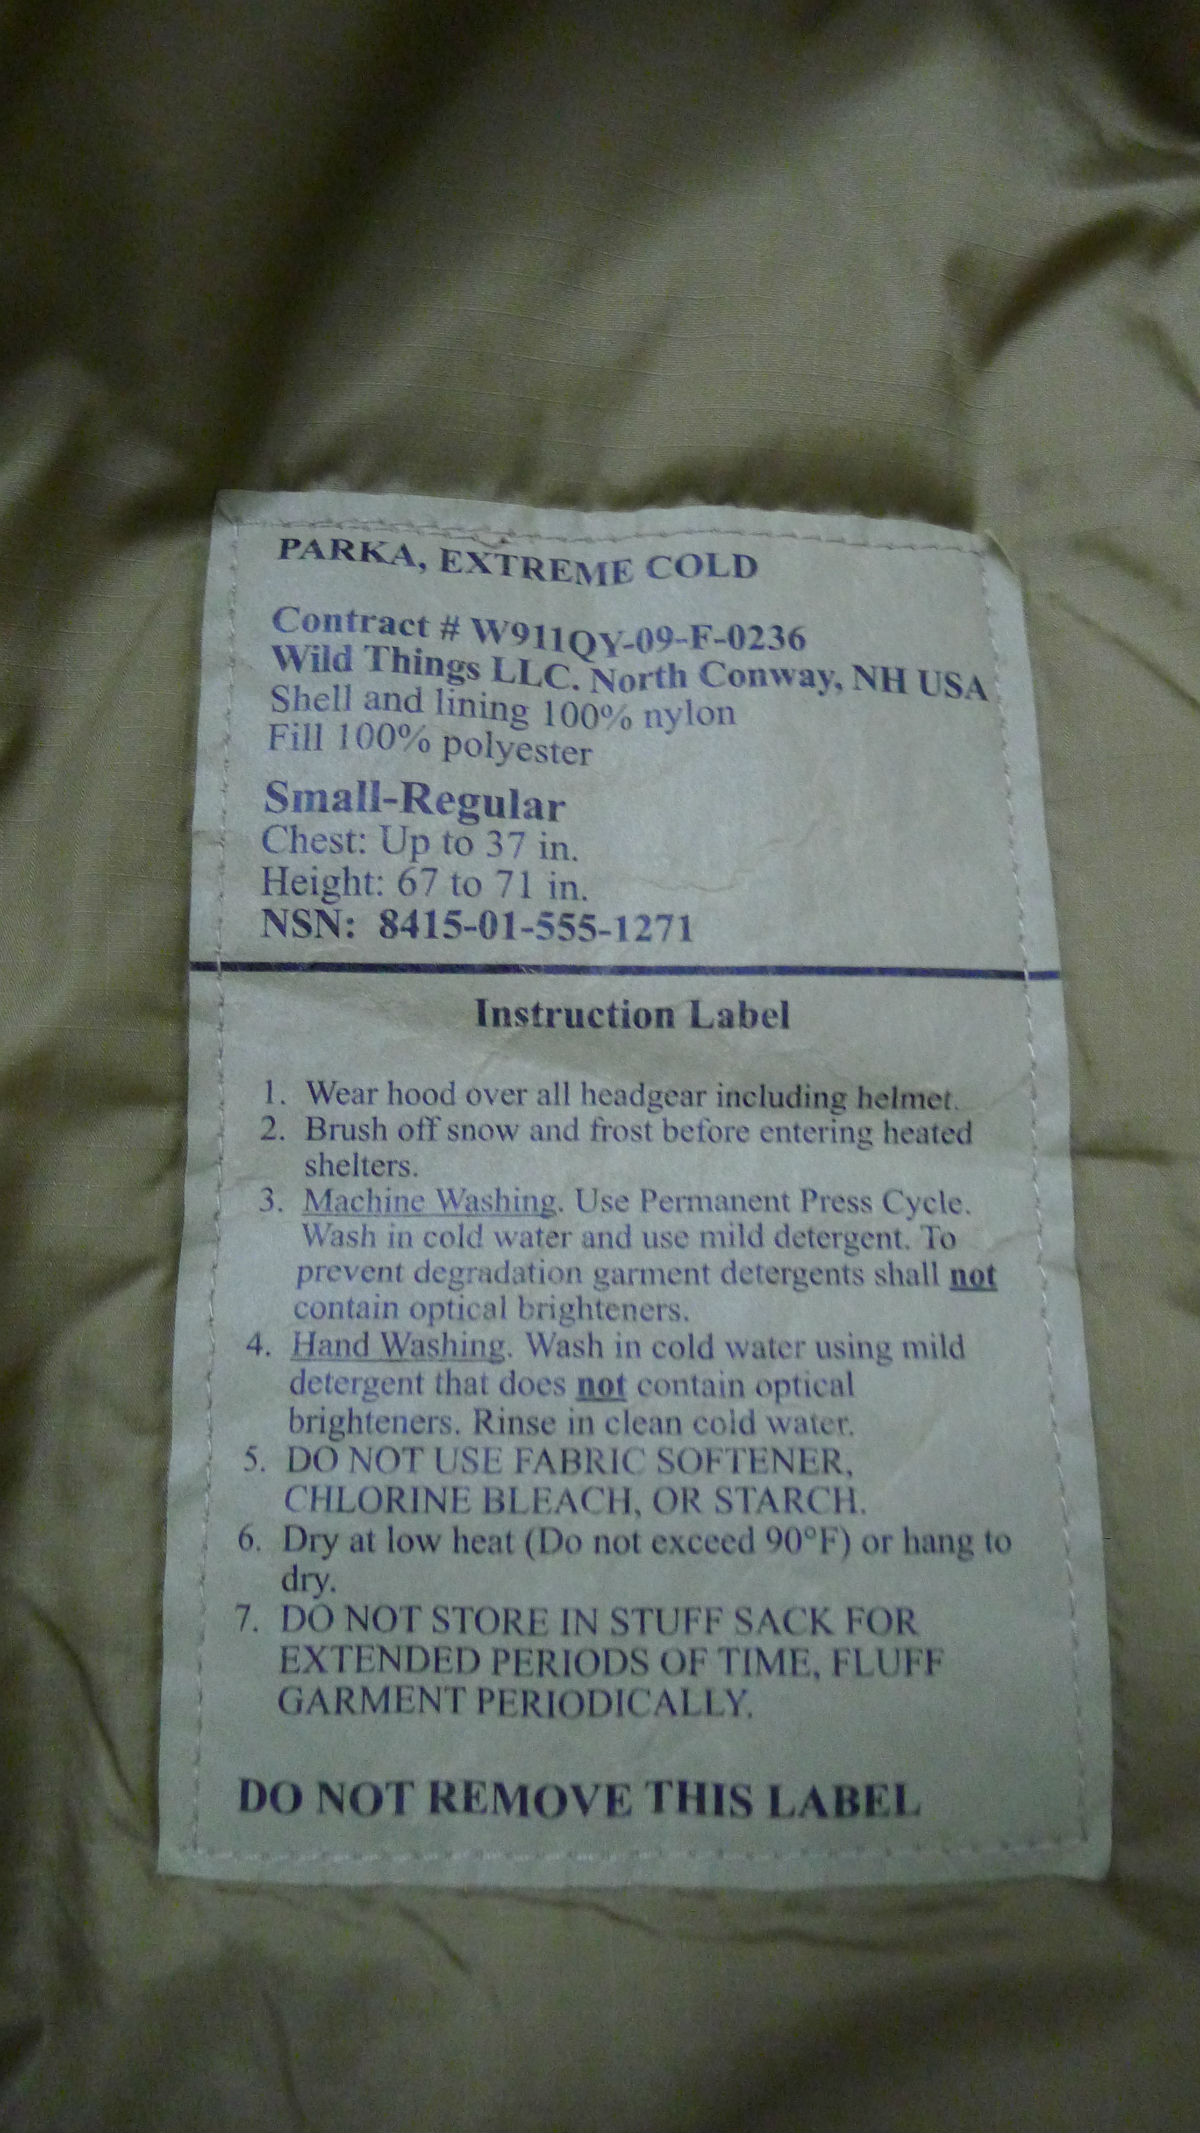 PARKA, EXTREME COLD
Contract # W911QY-09-F-0236
Wild Things LLC. North Conway, NH USA
Shell and lining 100% nylon
Fill 100% polyester
Small-Regular
Chest: Up to 37 in.
Height: 67 to 71 in.
NSN: 8415-01-555-1271
Instruction Label
1. Wear hood over all headgear including helmet.
2. Brush off snow and frost before entering heated
shelters.
3. Machine Washing. Use Permanent Press Cycle.
Wash in cold water and use mild detergent. To
prevent degradation garment detergents shall not
contain optical brighteners.
4. Hand Washing. Wash in cold water using mild
detergent that does not contain optical
brighteners. Rinse in clean cold water.
5. DO NOT USE FABRIC SOFTENER,
CHLORINE BLEACH, OR STARCH.
6. Dry at low heat (Do not exceed 90°F) or hang to
dry.
7. DO NOT STORE IN STUFF SACK FOR
EXTENDED PERIODS OF TIME, FLUFF
GARMENT PERIODICALLY.
DO NOT REMOVE THIS LABEL